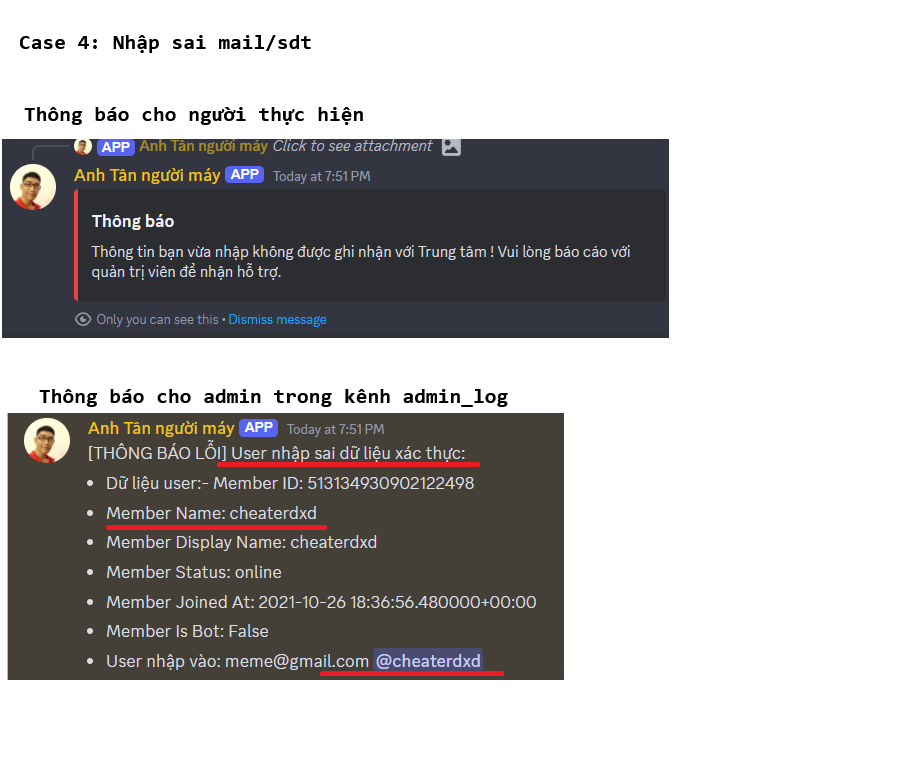 Case 4: Nhập sai mail/sdt
Thông báo cho người thực hiện
APP Anh Tân người máy Click to see attachment
Anh Tân người máy APP Today at 7:51 PM
Thông báo
Thông tin bạn vừa nhập không được ghi nhận với Trung tâm ! Vui lòng báo cáo với
quản trị viên để nhận hỗ trợ.
Only you can see this • Dismiss message
Thông báo cho admin trong kênh admin_log
Anh Tân người máy APP Today at 7:51 PM
[THÔNG BÁO LỖI] User nhập sai dữ liệu xác thực:
• Dữ liệu user:- Member ID: 513134930902122498
• Member Name: cheaterdxd
• Member Display Name: cheaterdxd
• Member Status: online
• Member Joined At: 2021-10-26 18:36:56.480000+00:00
• Member Is Bot: False
• User nhập vào: meme@gmail.com @cheaterdxd